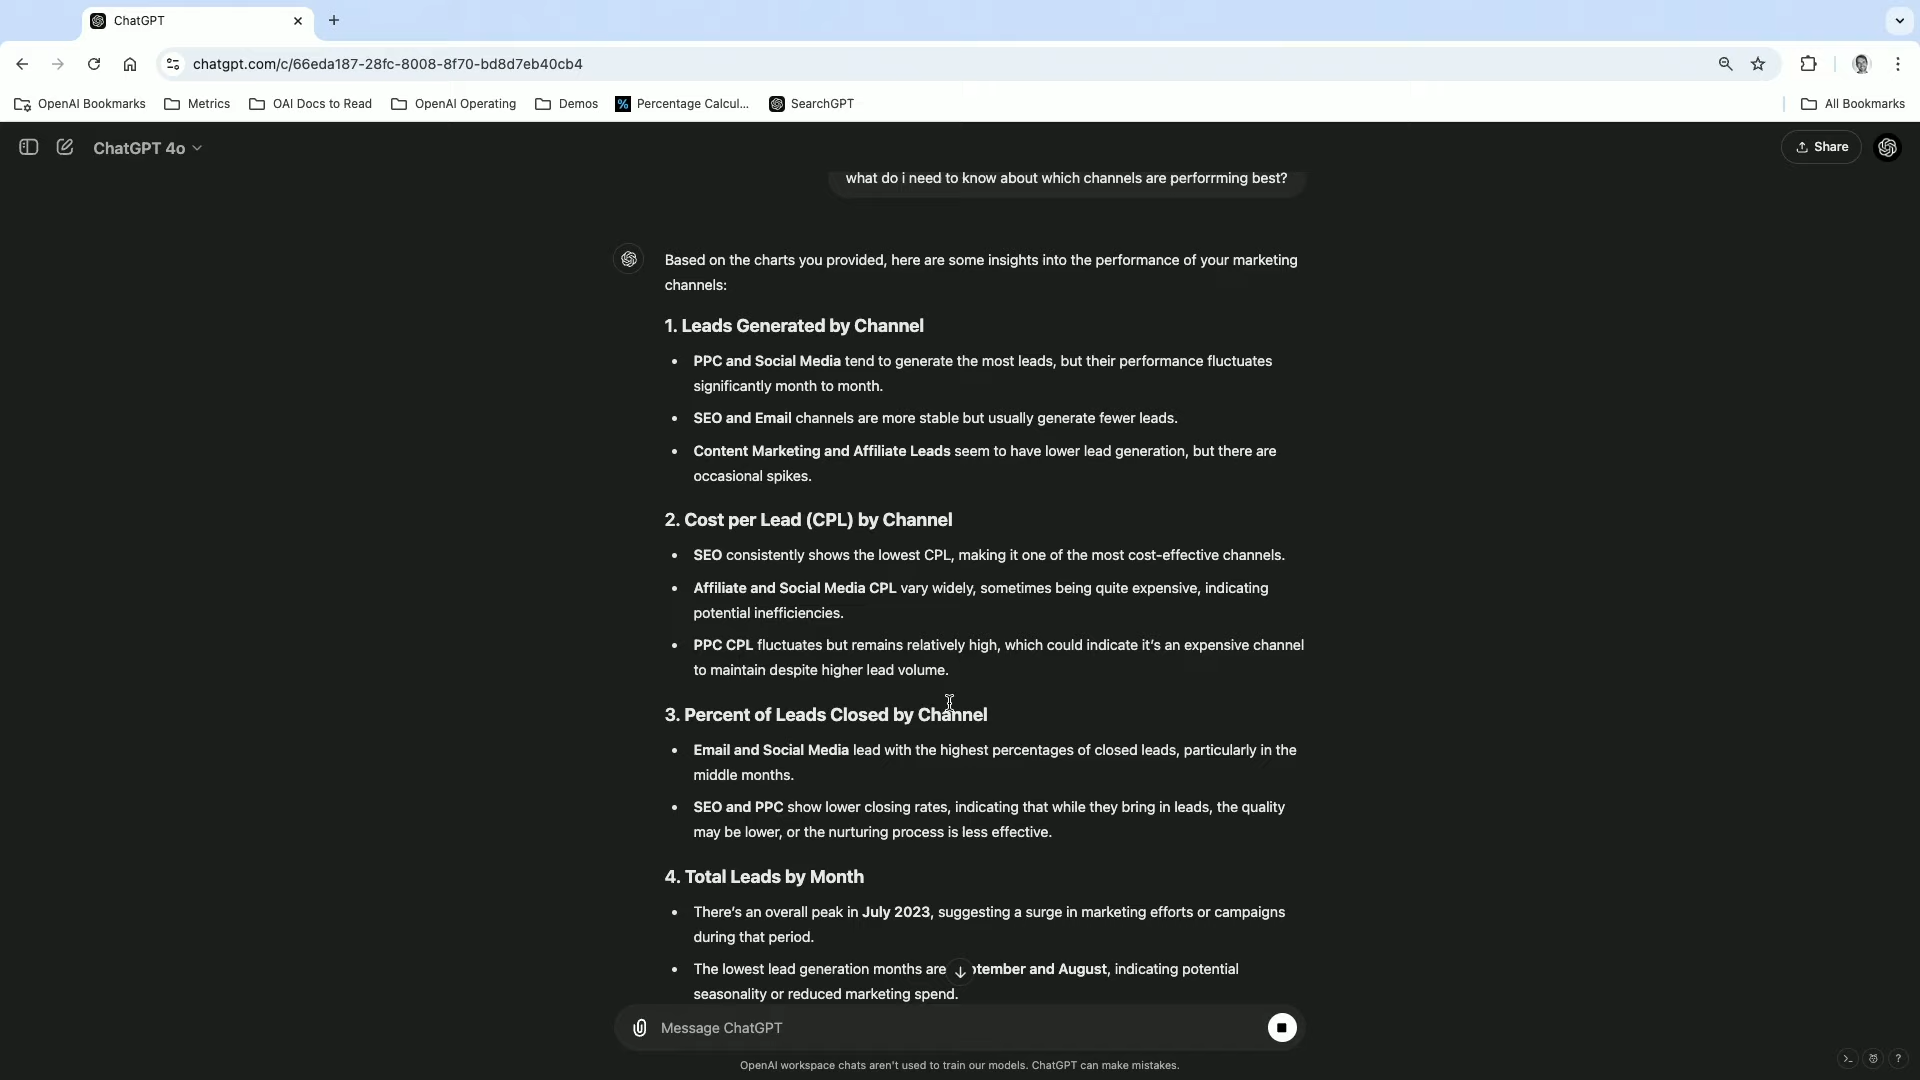 ChatGPT
chatgpt.com/c/66eda187-28fc-8008-8f70-bd8d7eb40cb4
OpenAI Bookmarks Metrics OAI Docs to Read OpenAI Operating Demos % Percentage Calcul... SearchGPT All Bookmarks
ChatGPT 4o Share
what do i need to know about which channels are perforrming best?
Based on the charts you provided, here are some insights into the performance of your marketing
channels:
1. Leads Generated by Channel
• PPC and Social Media tend to generate the most leads, but their performance fluctuates
significantly month to month.
• SEO and Email channels are more stable but usually generate fewer leads.
• Content Marketing and Affiliate Leads seem to have lower lead generation, but there are
occasional spikes.
2. Cost per Lead (CPL) by Channel
• SEO consistently shows the lowest CPL, making it one of the most cost-effective channels.
• Affiliate and Social Media CPL vary widely, sometimes being quite expensive, indicating
potential inefficiencies.
• PPC CPL fluctuates but remains relatively high, which could indicate it's an expensive channel
to maintain despite higher lead volume.
3. Percent of Leads Closed by Channel
• Email and Social Media lead with the highest percentages of closed leads, particularly in the
middle months.
• SEO and PPC show lower closing rates, indicating that while they bring in leads, the quality
may be lower, or the nurturing process is less effective.
4. Total Leads by Month
• There's an overall peak in July 2023, suggesting a surge in marketing efforts or campaigns
during that period.
• The lowest lead generation months are ptember and August, indicating potential
seasonality or reduced marketing spend.
Message ChatGPT
OpenAI workspace chats aren't used to train our models. ChatGPT can make mistakes.